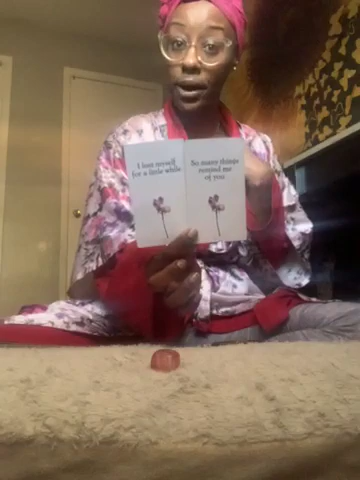 I lost myself
for a little while
So many things
remind me
of you